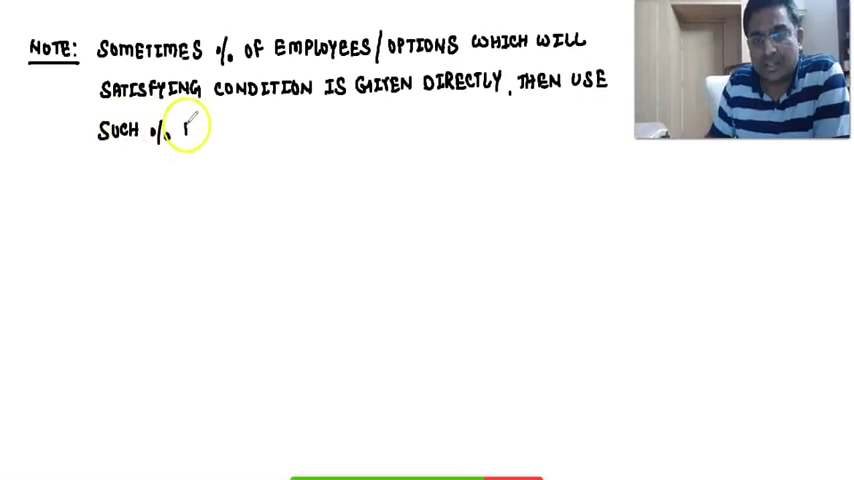 NOTE: SOMETIMES % OF EMPLOYEES/OPTIONS WHICH WILL
SATISFYING CONDITION IS GIVEN DIRECTLY, THEN USE
SUCH %